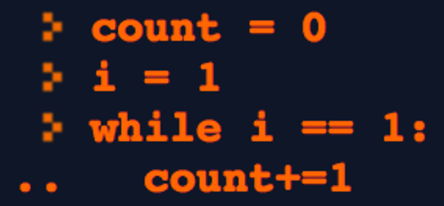 > count = 0
> i = 1
> while i == 1:
..   count+=1